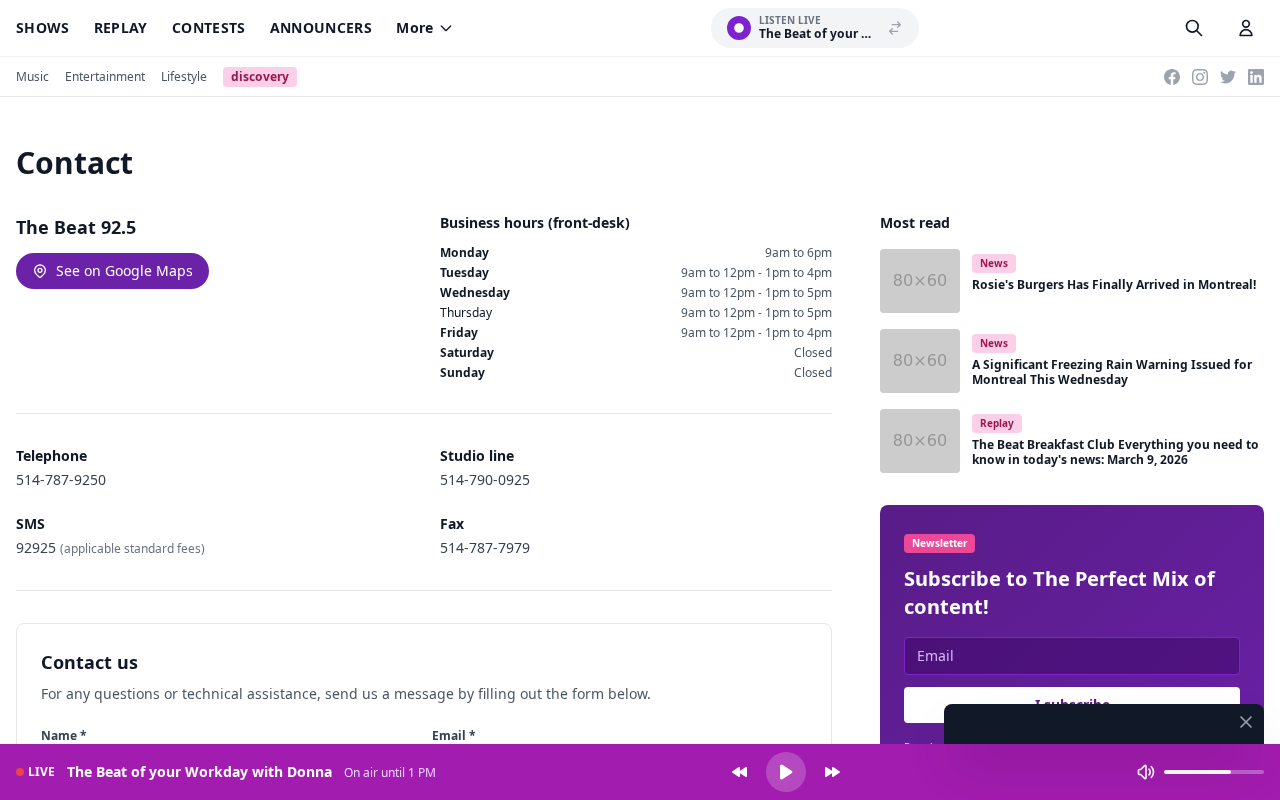 SHOWS REPLAY CONTESTS ANNOUNCERS More
LISTEN LIVE
The Beat of your ...
Music Entertainment Lifestyle discovery
Contact
The Beat 92.5
See on Google Maps
Business hours (front-desk)
Monday 9am to 6pm
Tuesday 9am to 12pm - 1pm to 4pm
Wednesday 9am to 12pm - 1pm to 5pm
Thursday 9am to 12pm - 1pm to 5pm
Friday 9am to 12pm - 1pm to 4pm
Saturday Closed
Sunday Closed
Telephone
514-787-9250
Studio line
514-790-0925
SMS
92925 (applicable standard fees)
Fax
514-787-7979
Contact us
For any questions or technical assistance, send us a message by filling out the form below.
Name * Email *
Most read
80×60
News
Rosie's Burgers Has Finally Arrived in Montreal!
80×60
News
A Significant Freezing Rain Warning Issued for
Montreal This Wednesday
80×60
Replay
The Beat Breakfast Club Everything you need to
know in today's news: March 9, 2026
Newsletter
Subscribe to The Perfect Mix of
content!
Email
I subscribe
LIVE The Beat of your Workday with Donna On air until 1 PM